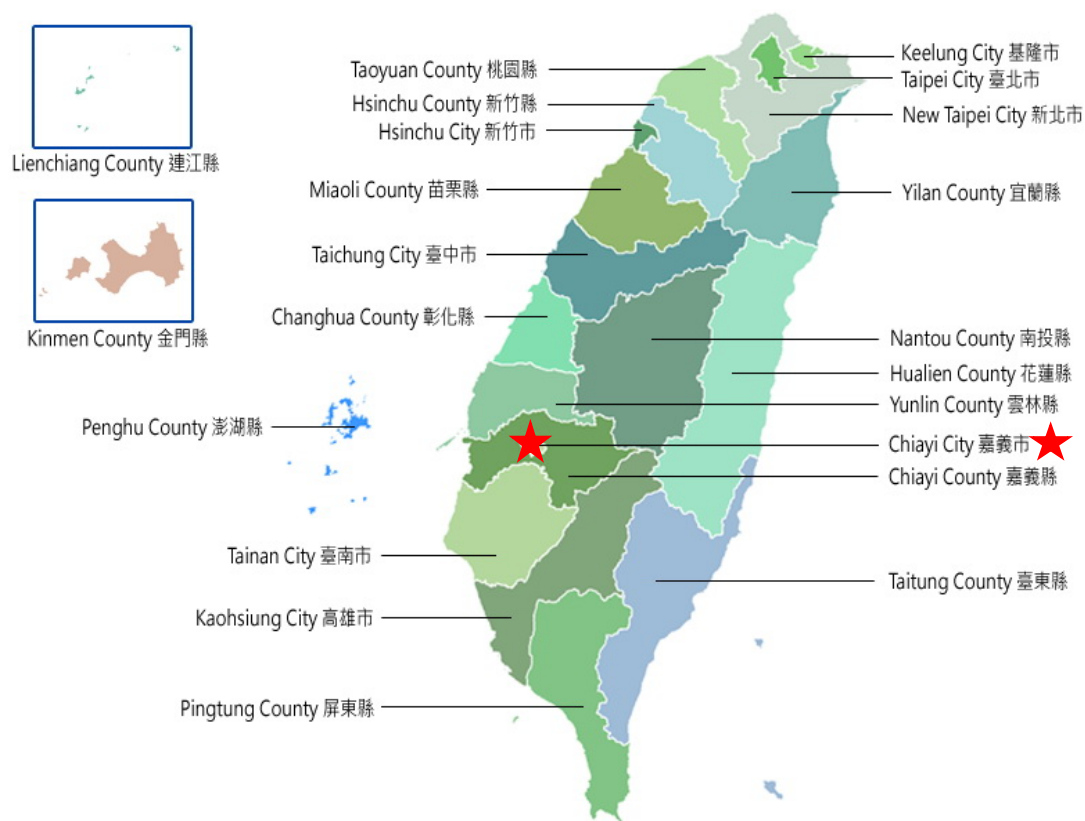 Keelung City 基隆市
Taoyuan County 桃園縣
Taipei City 臺北市
Hsinchu County 新竹縣
New Taipei City 新北市
Hsinchu City 新竹市
Lienchiang County 連江縣
Miaoli County 苗栗縣
Yilan County 宜蘭縣
Taichung City 臺中市
Changhua County 彰化縣
Kinmen County 金門縣
Nantou County 南投縣
Hualien County 花蓮縣
Yunlin County 雲林縣
Penghu County 澎湖縣
Chiayi City 嘉義市
Chiayi County 嘉義縣
Tainan City 臺南市
Taitung County 臺東縣
Kaohsiung City 高雄市
Pingtung County 屏東縣